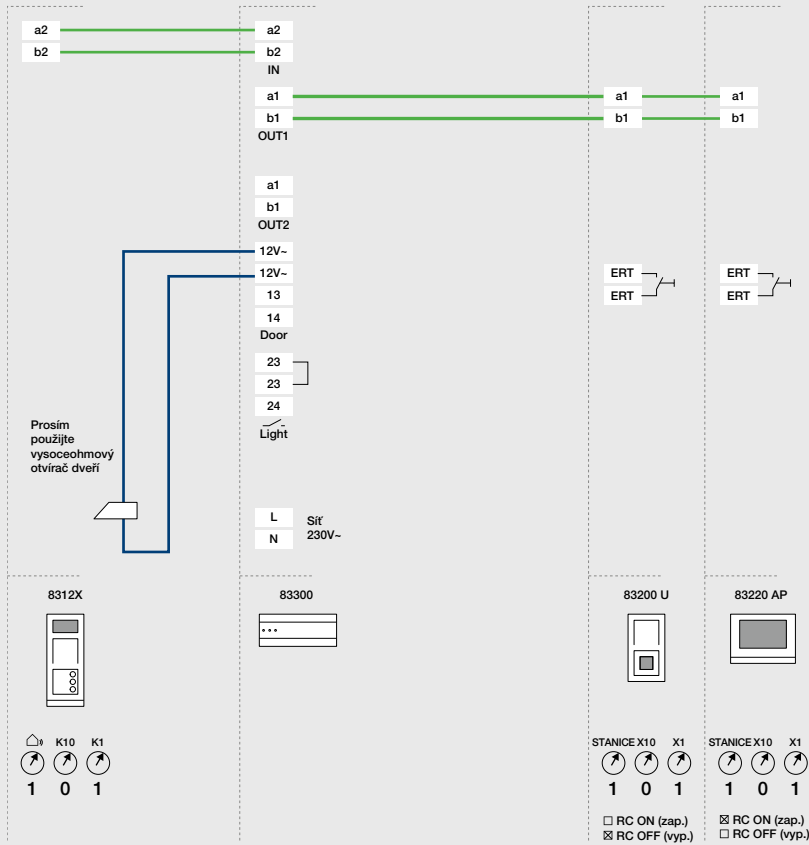 a2
a2
b2
b2
IN
a1
a1
a1
b1
b1
b1
OUT1
a1
b1
OUT2
12V~
12V~
ERT
ERT
13
ERT
ERT
14
Door
23
23
24
Light
Prosím
použijte
vysoceohmový
otvírač dveří
L
N
Síť
230V~
8312X
83300
83200 U
83220 AP
K10
K1
1 0 1
STANICE X10 X1
1 0 1
☐ RC ON (zap.)
☒ RC OFF (vyp.)
STANICE X10 X1
1 0 1
☒ RC ON (zap.)
☐ RC OFF (vyp.)